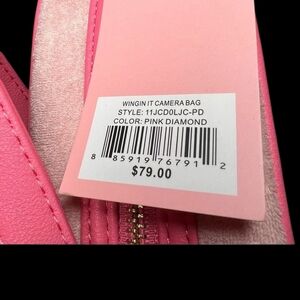 WINGIN IT CAMERA BAG
STYLE: 11JCD0LJC-PD
COLOR: PINK DIAMOND
8 85919 76791 2
$79.00